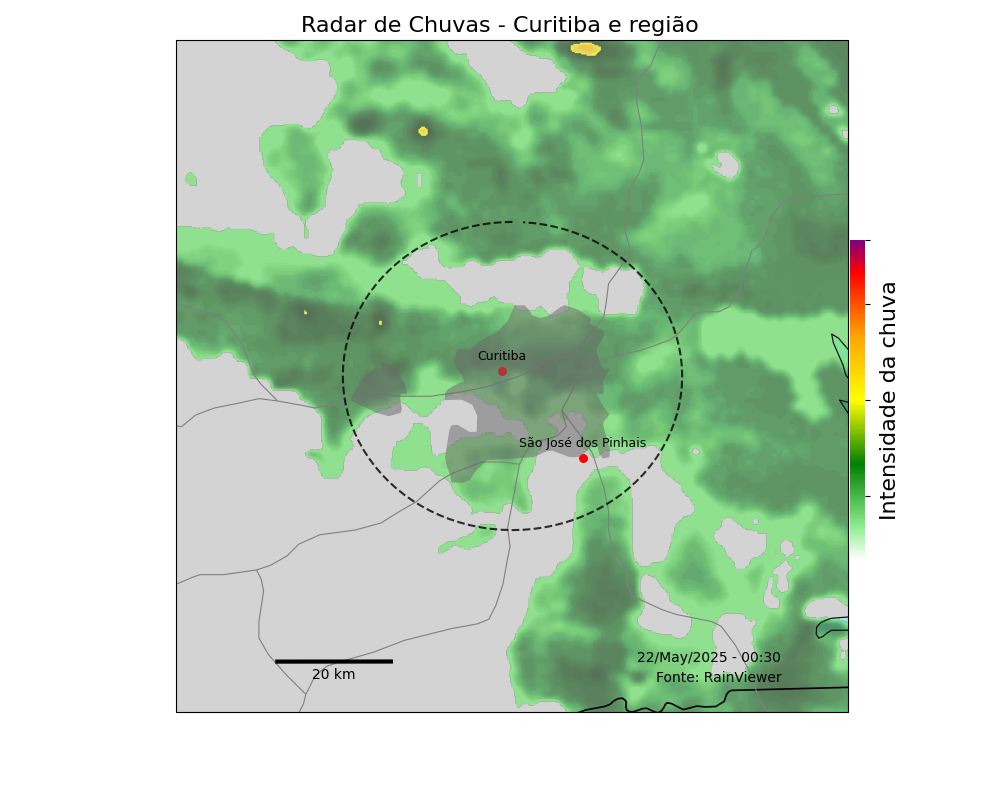 Radar de Chuvas - Curitiba e região
Curitiba
São José dos Pinhais
Intensidade da chuva
20 km
22/May/2025 - 00:30
Fonte: RainViewer